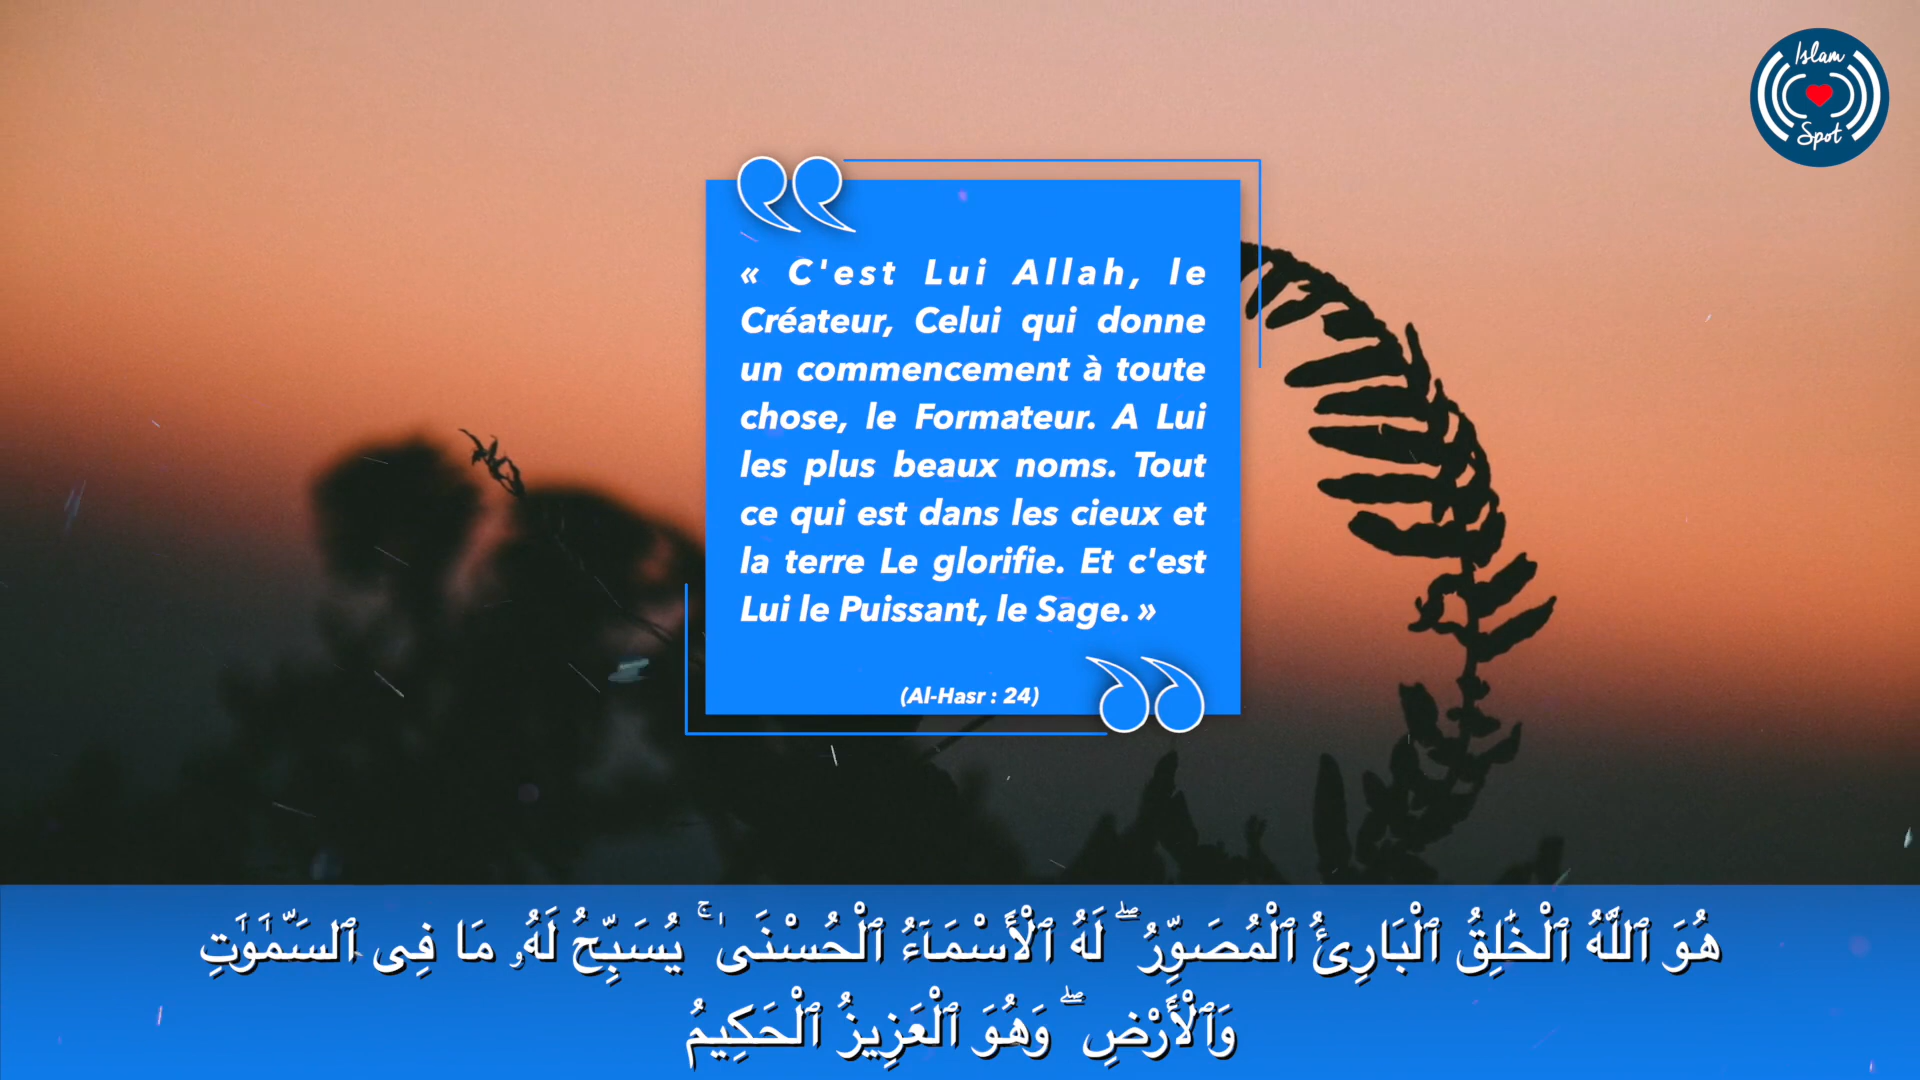 Islam
Spot
« C'est Lui Allah, le
Créateur, Celui qui donne
un commencement à toute
chose, le Formateur. A Lui
les plus beaux noms. Tout
ce qui est dans les cieux et
la terre Le glorifie. Et c'est
Lui le Puissant, le Sage. »
(Al-Hasr : 24)
هُوَ ٱللَّهُ ٱلْخَٰلِقُ ٱلْبَارِئُ ٱلْمُصَوِّرُ ۖ لَهُ ٱلْأَسْمَآءُ ٱلْحُسْنَىٰ ۚ يُسَبِّحُ لَهُۥ مَا فِى ٱلسَّمَٰوَٰتِ
وَٱلْأَرْضِ ۖ وَهُوَ ٱلْعَزِيزُ ٱلْحَكِيمُ